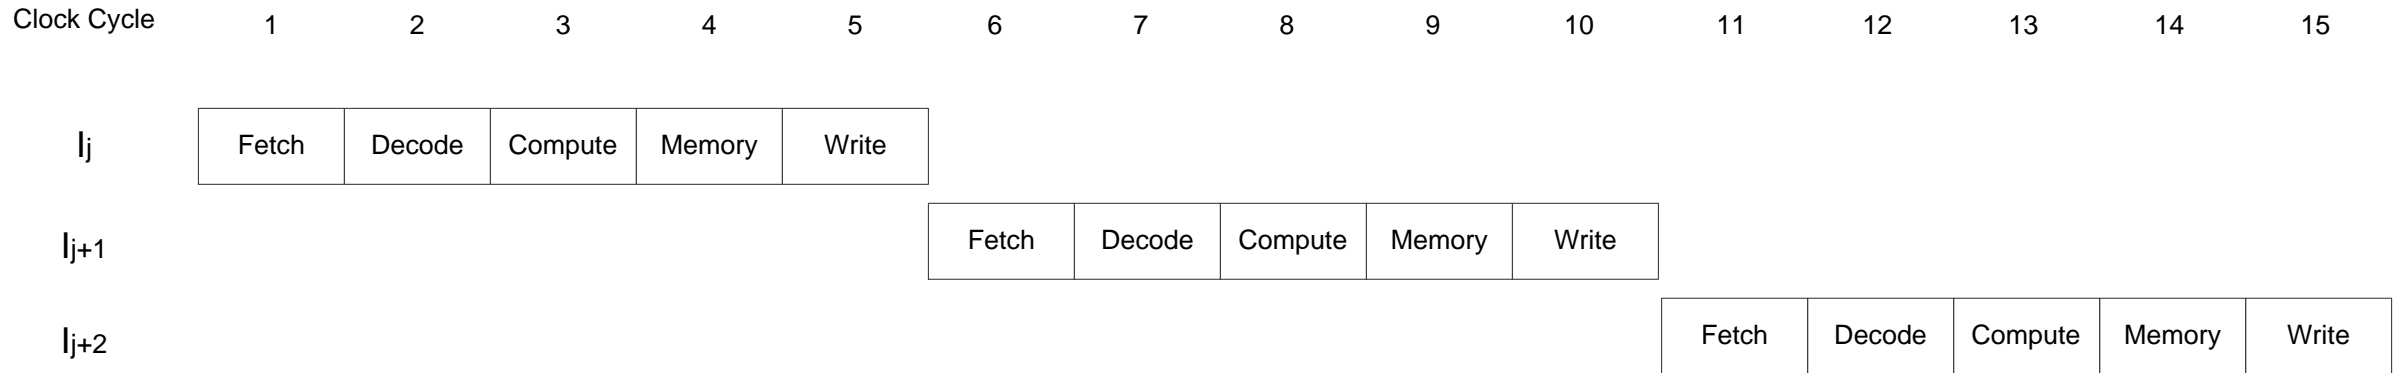 Clock Cycle 1 2 3 4 5 6 7 8 9 10 11 12 13 14 15
Ij Fetch Decode Compute Memory Write
Ij+1 Fetch Decode Compute Memory Write
Ij+2 Fetch Decode Compute Memory Write